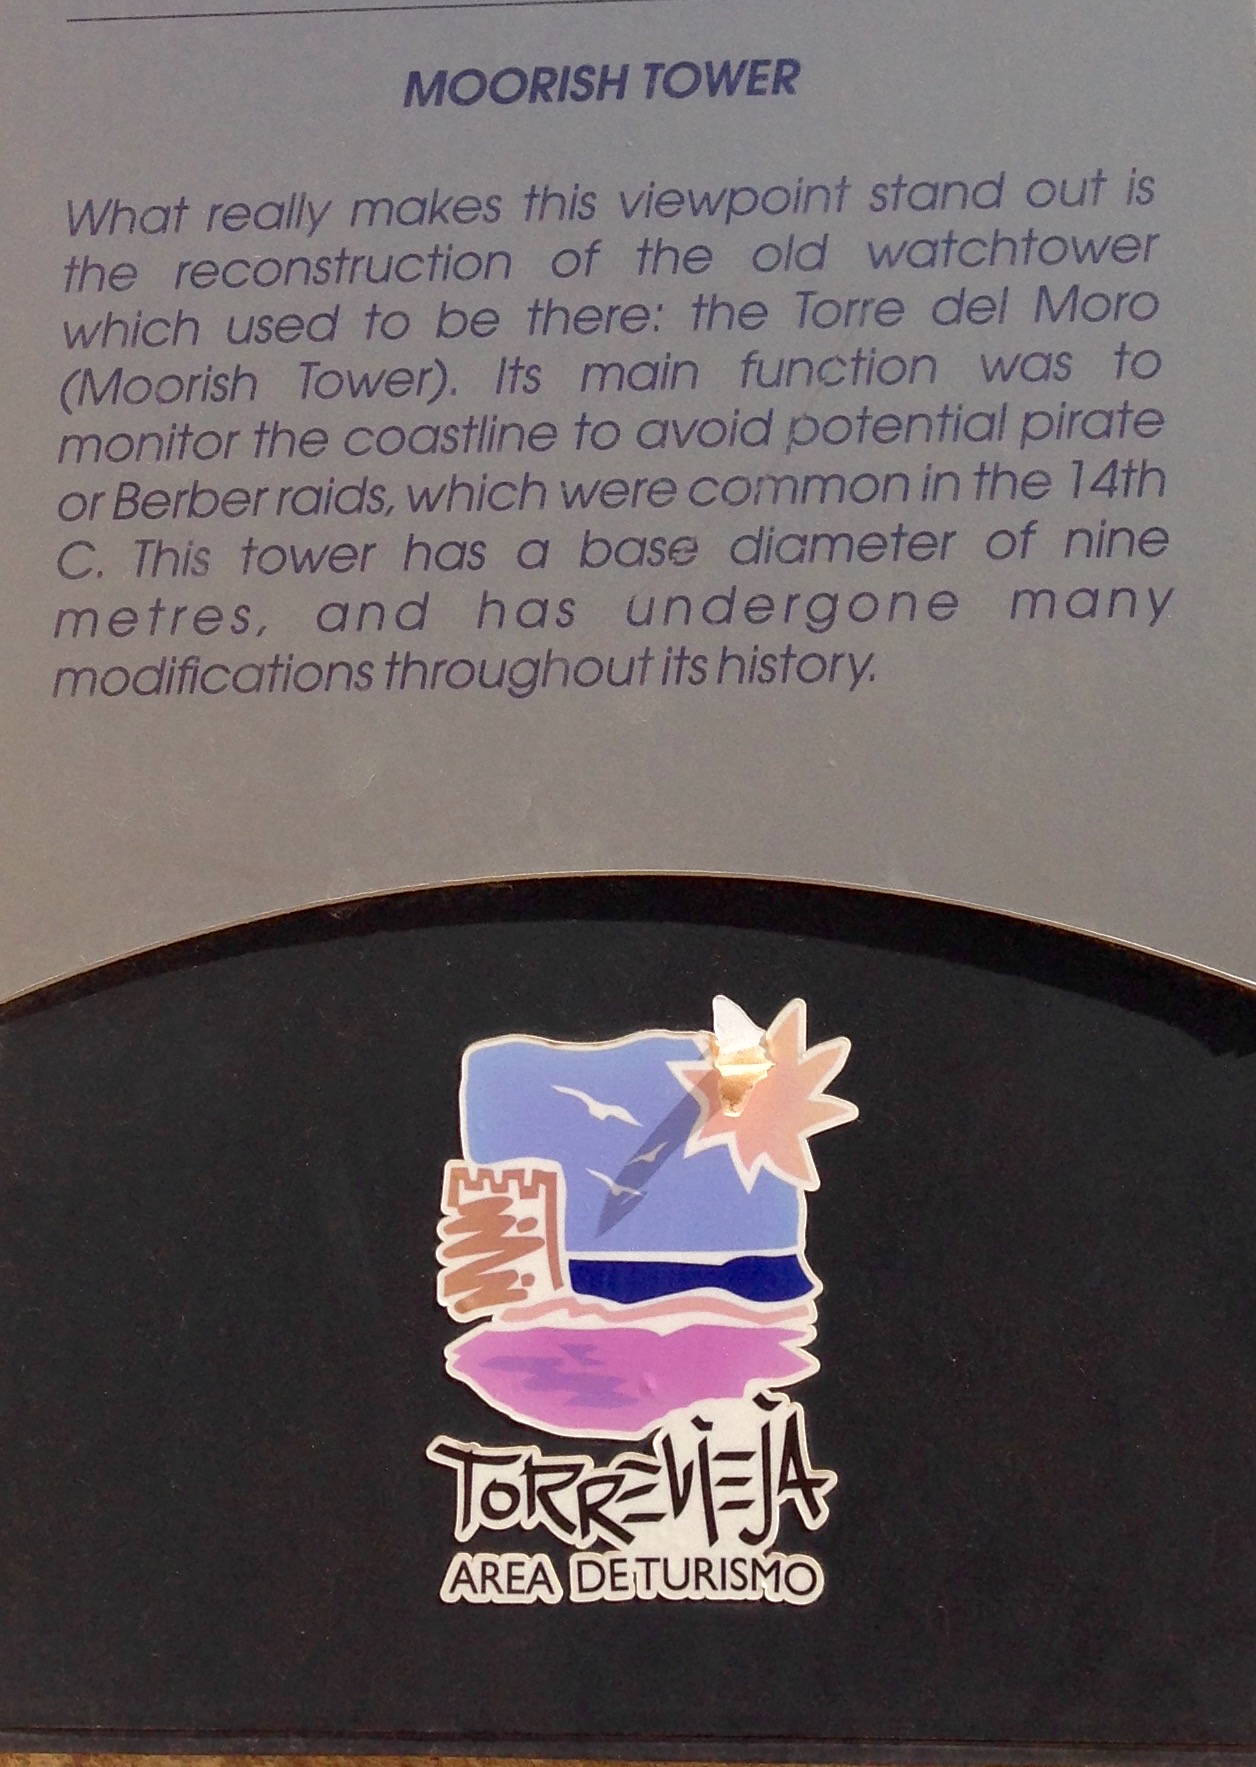 MOORISH TOWER
What really makes this viewpoint stand out is
the reconstruction of the old watchtower
which used to be there: the Torre del Moro
(Moorish Tower). Its main function was to
monitor the coastline to avoid potential pirate
or Berber raids, which were common in the 14th
C. This tower has a base diameter of nine
metres, and has undergone many
modifications throughout its history.
TORREVIEJA
AREA DE TURISMO